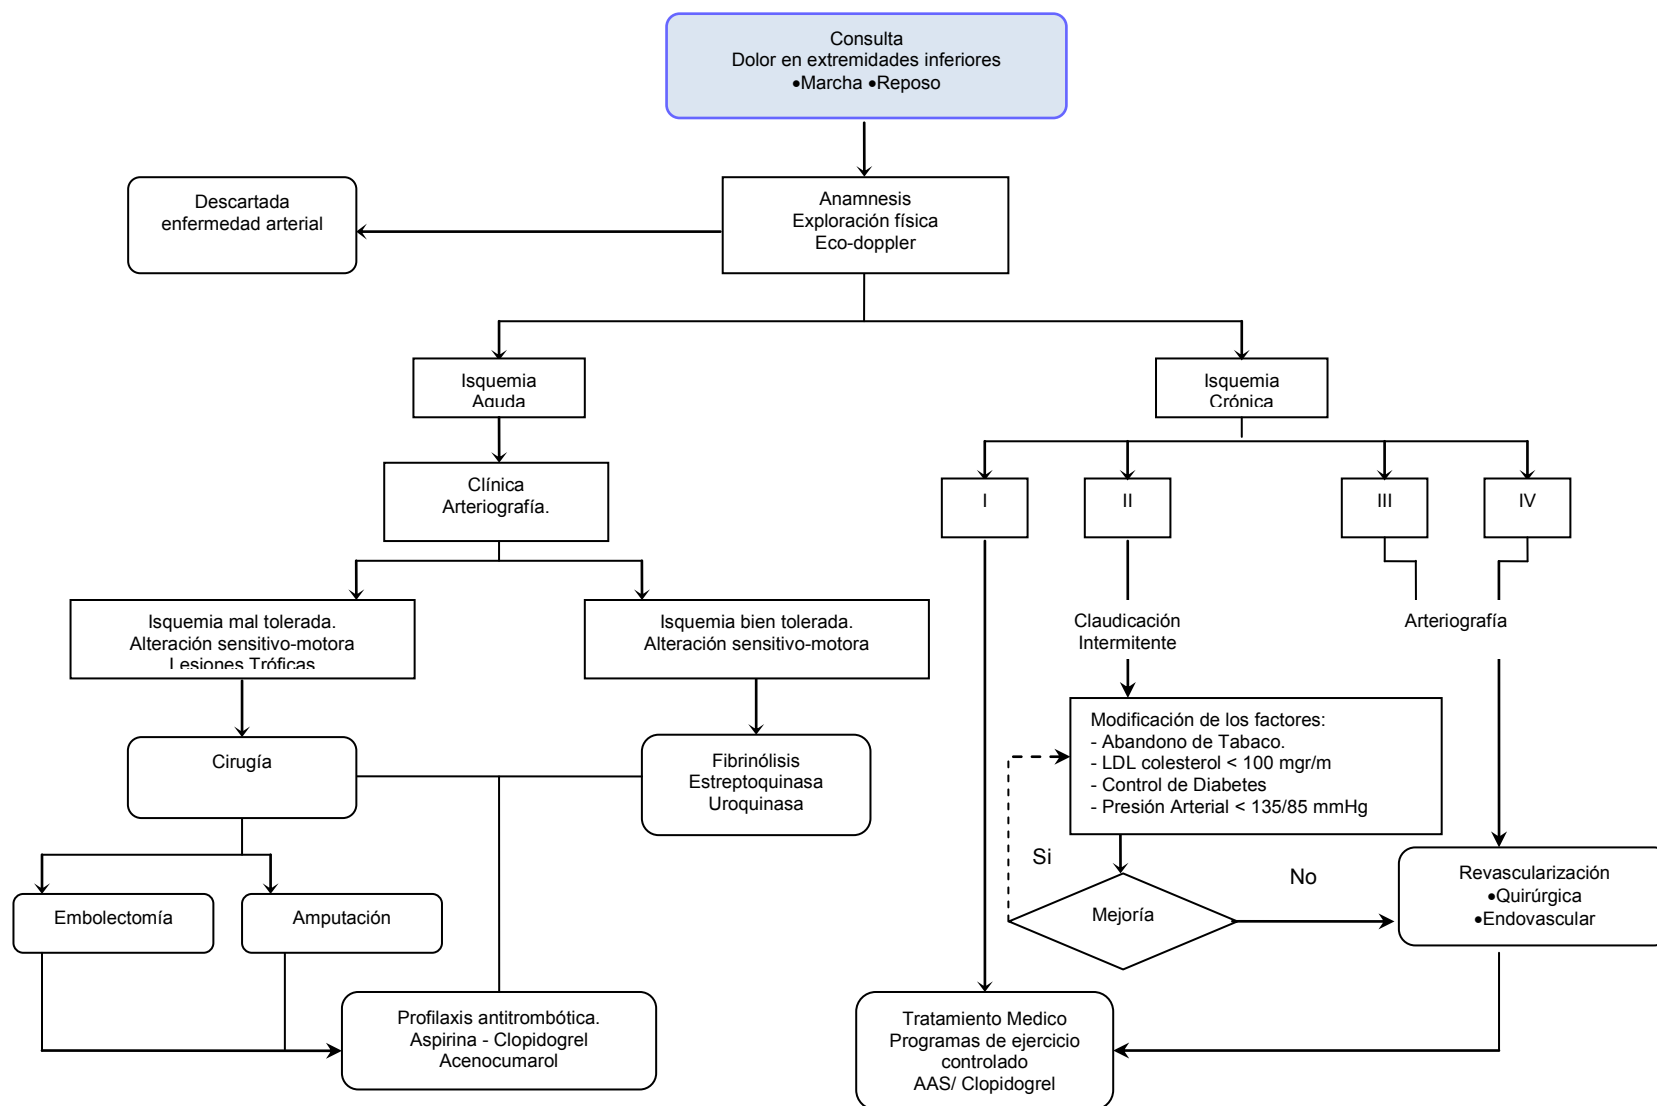 Consulta
Dolor en extremidades inferiores
•Marcha •Reposo
Descartada
enfermedad arterial
Anamnesis
Exploración física
Eco-doppler
Isquemia
Aguda
Isquemia
Crónica
Clínica
Arteriografía.
I
II
III
IV
Isquemia mal tolerada.
Alteración sensitivo-motora
Lesiones Tróficas
Isquemia bien tolerada.
Alteración sensitivo-motora
Claudicación
Intermitente
Arteriografía
Modificación de los factores:
- Abandono de Tabaco.
- LDL colesterol < 100 mgr/m
- Control de Diabetes
- Presión Arterial < 135/85 mmHg
Cirugía
Fibrinólisis
Estreptoquinasa
Uroquinasa
Si
No
Mejoría
Revascularización
•Quirúrgica
•Endovascular
Embolectomía
Amputación
Profilaxis antitrombótica.
Aspirina - Clopidogrel
Acenocumarol
Tratamiento Medico
Programas de ejercicio
controlado
AAS/ Clopidogrel